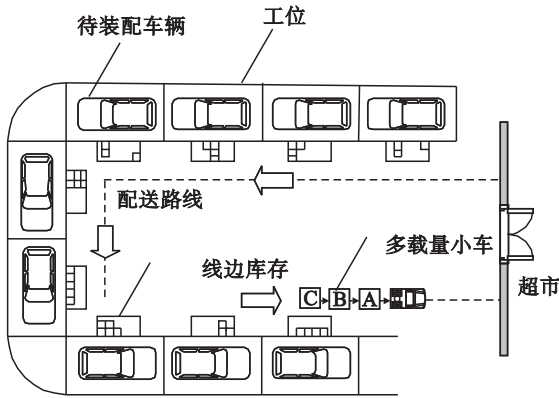 待装配车辆
工位
配送路线
多载量小车
线边库存
超市
C B A